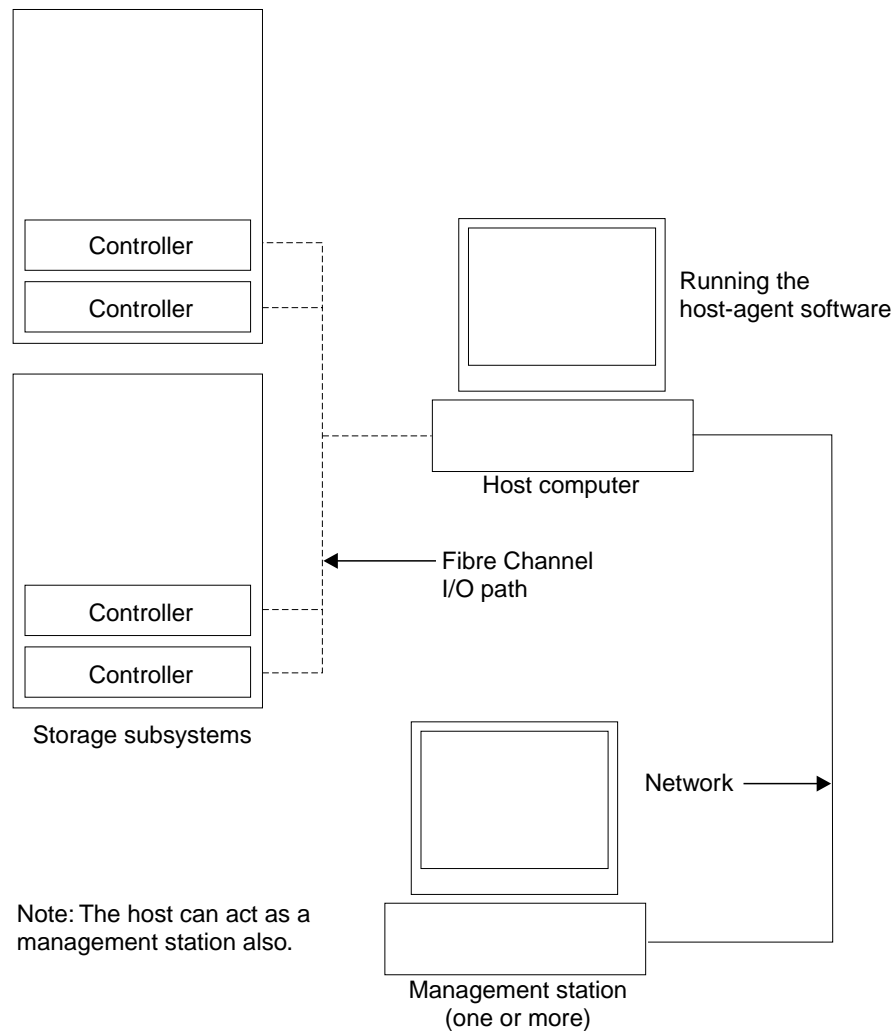 Controller
Controller
Running the
host-agent software
Host computer
Fibre Channel
I/O path
Controller
Controller
Storage subsystems
Network
Note: The host can act as a
management station also.
Management station
(one or more)